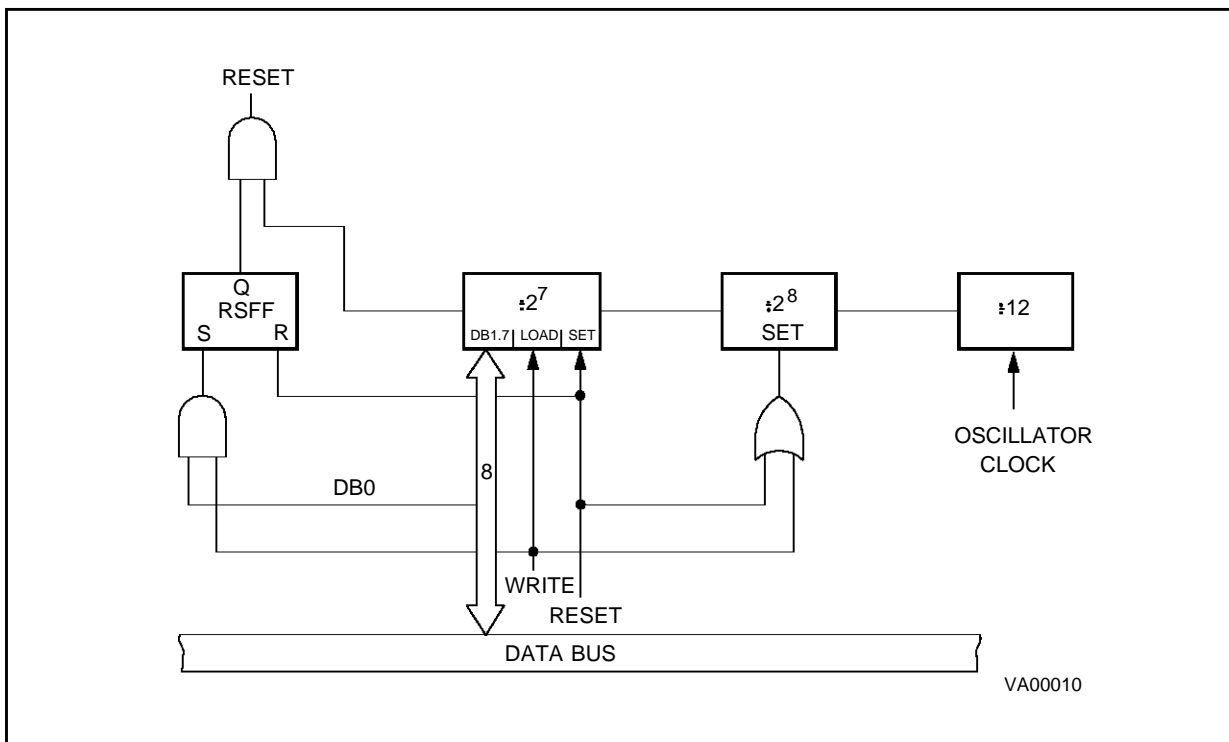 RESET
Q
RSFF
S R
÷2⁷
DB1.7 LOAD SET
÷2⁸
SET
÷12
OSCILLATOR
CLOCK
8
DB0
WRITE
RESET
DATA BUS
VA00010